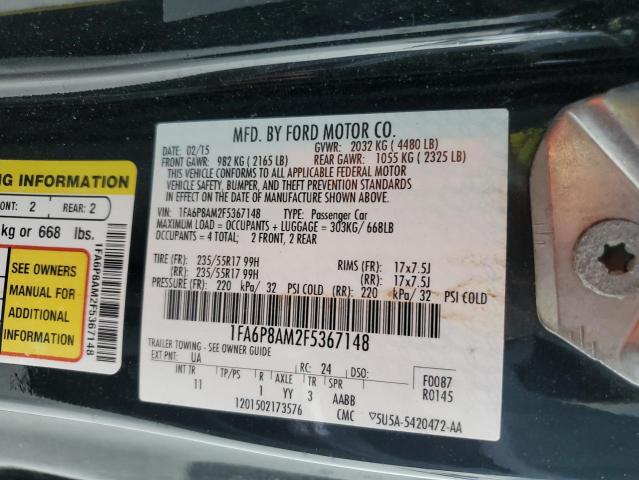 MFD. BY FORD MOTOR CO.
02/15
GVWR: 2032 KG ( 4480 LB)
FRONT GAWR: 982 KG ( 2165 LB)
REAR GAWR: 1055 KG ( 2325 LB)
THIS VEHICLE CONFORMS TO ALL APPLICABLE FEDERAL MOTOR
VEHICLE SAFETY, BUMPER, AND THEFT PREVENTION STANDARDS
IN EFFECT ON THE DATE OF MANUFACTURE SHOWN ABOVE.
VIN: 1FA6P8AM2F5367148 TYPE: Passenger Car
MAXIMUM LOAD = OCCUPANTS + LUGGAGE = 303KG/ 668LB
OCCUPANTS = 4 TOTAL; 2 FRONT, 2 REAR
TIRE (FR): 235/55R17 99H RIMS (FR): 17x7.5J
(RR): 235/55R17 99H (RR): 17x7.5J
PRESSURE (FR): 220 kPa/ 32 PSI COLD (RR): 220 kPa/ 32 PSI COLD
1FA6P8AM2F5367148
TRAILER TOWING - SEE OWNER GUIDE
EXT PNT: UA RC: 24 DSO:
INT TR TP/PS R AXLE TR SPR
11 1 YY 3 AABB
F0087
R0145
1201502173576
CMC
5U5A-5420472-AA
NG INFORMATION
ONT: 2 REAR: 2
kg or 668 lbs.
SEE OWNERS
MANUAL FOR
ADDITIONAL
INFORMATION
1FA6P8AM2F5367148